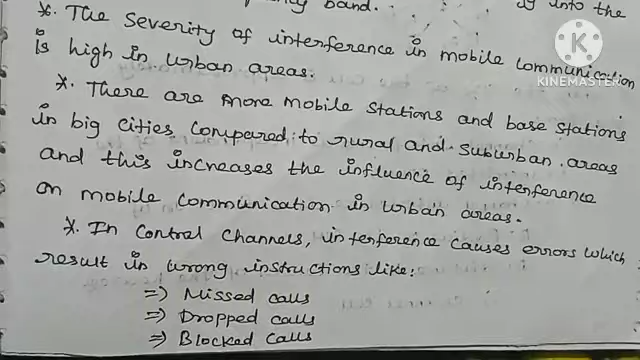 band. into the
* The severity of interference in mobile communication
is high in urban areas.
K
KINEMASTER
* There are more mobile stations and base stations
in big cities compared to rural and suburban areas
and this increases the influence of interference
on mobile communication in urban areas.
* In control channels, interference causes errors which
result in wrong instructions like:
=> Missed calls
=> Dropped calls
=> Blocked calls